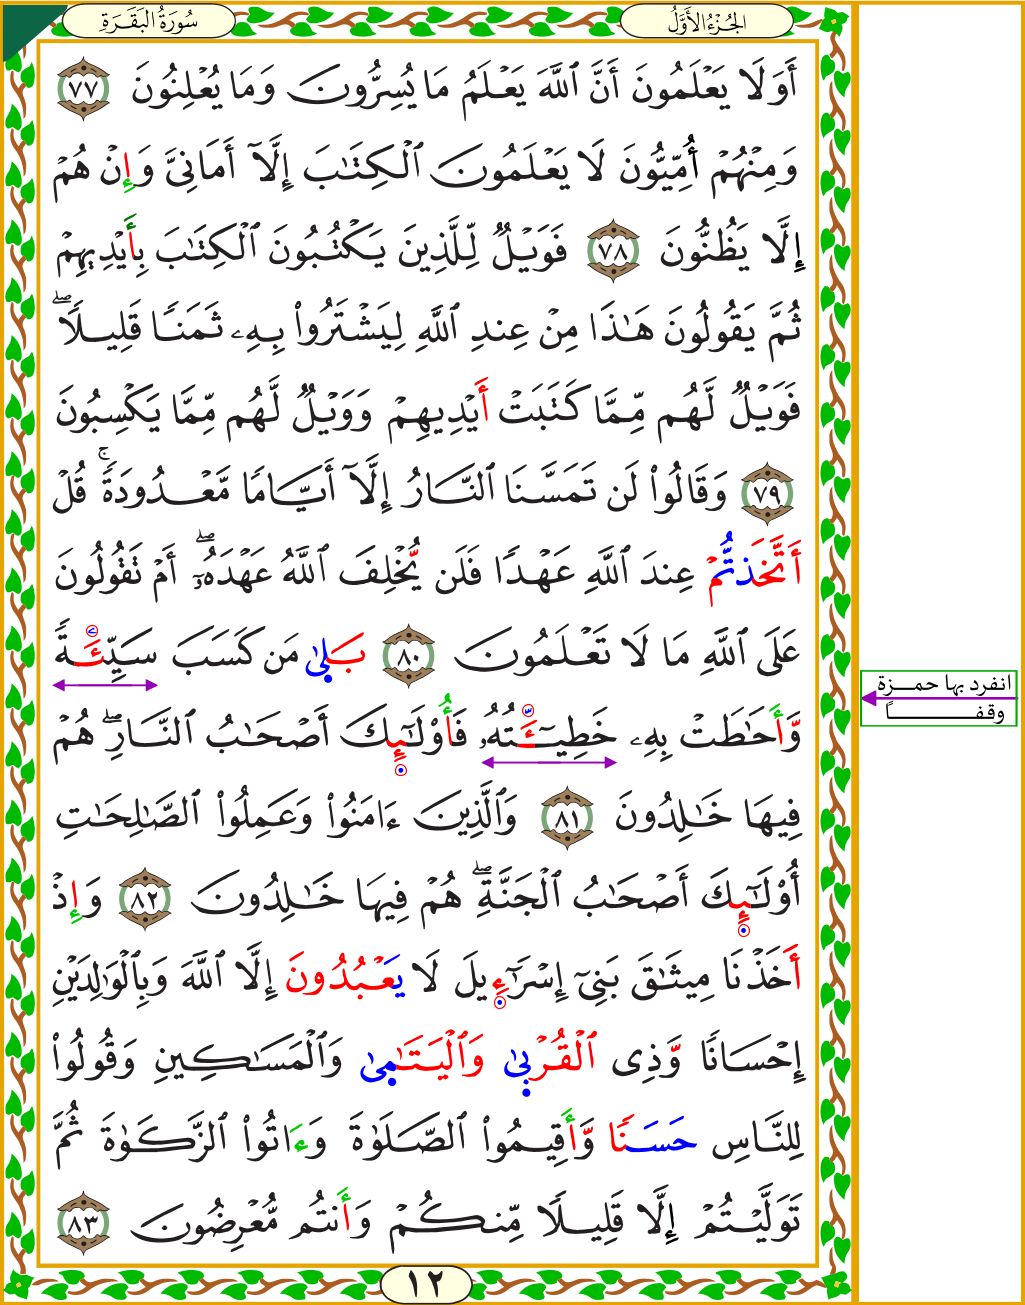 الجُزْءُ الأَوَّلُ
سُورَةُ البَقَرَةِ
أَوَلَا يَعْلَمُونَ أَنَّ ٱللَّهَ يَعْلَمُ مَا يُسِرُّونَ وَمَا يُعْلِنُونَ ٧٧
وَمِنْهُمْ أُمِّيُّونَ لَا يَعْلَمُونَ ٱلْكِتَٰبَ إِلَّآ أَمَانِىَّ وَإِنْ هُمْ
إِلَّا يَظُنُّونَ ٧٨ فَوَيْلٌ لِّلَّذِينَ يَكْتُبُونَ ٱلْكِتَٰبَ بِأَيْدِيهِمْ
ثُمَّ يَقُولُونَ هَٰذَا مِنْ عِندِ ٱللَّهِ لِيَشْتَرُوا۟ بِهِۦ ثَمَنًا قَلِيلًا ۖ
فَوَيْلٌ لَّهُم مِّمَّا كَتَبَتْ أَيْدِيهِمْ وَوَيْلٌ لَّهُم مِّمَّا يَكْسِبُونَ
٧٩ وَقَالُوا۟ لَن تَمَسَّنَا ٱلنَّارُ إِلَّآ أَيَّامًا مَّعْدُودَةً ۚ قُلْ
أَتَّخَذتُّمْ عِندَ ٱللَّهِ عَهْدًا فَلَن يُّخْلِفَ ٱللَّهُ عَهْدَهُۥٓ ۖ أَمْ تَقُولُونَ
عَلَى ٱللَّهِ مَا لَا تَعْلَمُونَ ٨٠ بَلٜىٰ مَن كَسَبَ سَيِّئَةً
وَّأَحَٰطَتْ بِهِۦ خَطِيٓـَٔتُهُۥ فَأُو۟لَٰٓئِكَ أَصْحَٰبُ ٱلنَّارِ ۖ هُمْ
فِيهَا خَٰلِدُونَ ٨١ وَٱلَّذِينَ ءَامَنُوا۟ وَعَمِلُوا۟ ٱلصَّٰلِحَٰتِ
أُو۟لَٰٓئِكَ أَصْحَٰبُ ٱلْجَنَّةِ ۖ هُمْ فِيهَا خَٰلِدُونَ ٨٢ وَإِذْ
أَخَذْنَا مِيثَٰقَ بَنِىٓ إِسْرَٰٓءِيلَ لَا يَعْبُدُونَ إِلَّا ٱللَّهَ وَبِٱلْوَٰلِدَيْنِ
إِحْسَانًا وَّذِى ٱلْقُرْبٜىٰ وَٱلْيَتَٰمٜىٰ وَٱلْمَسَٰكِينِ وَقُولُوا۟
لِلنَّاسِ حَسَنًا وَّأَقِيمُوا۟ ٱلصَّلَوٰةَ وَءَاتُوا۟ ٱلزَّكَوٰةَ ثُمَّ
تَوَلَّيْتُمْ إِلَّا قَلِيلًا مِّنكُمْ وَأَنتُم مُّعْرِضُونَ ٨٣
١٢
انفرد بها حمـزة
وقفـــاً